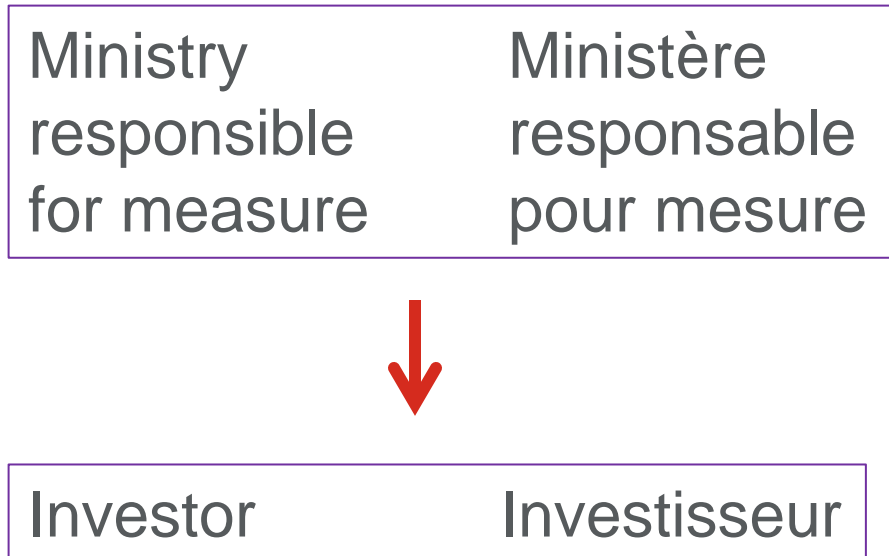 Ministry
responsible
for measure
Ministère
responsable
pour mesure
Investor
Investisseur